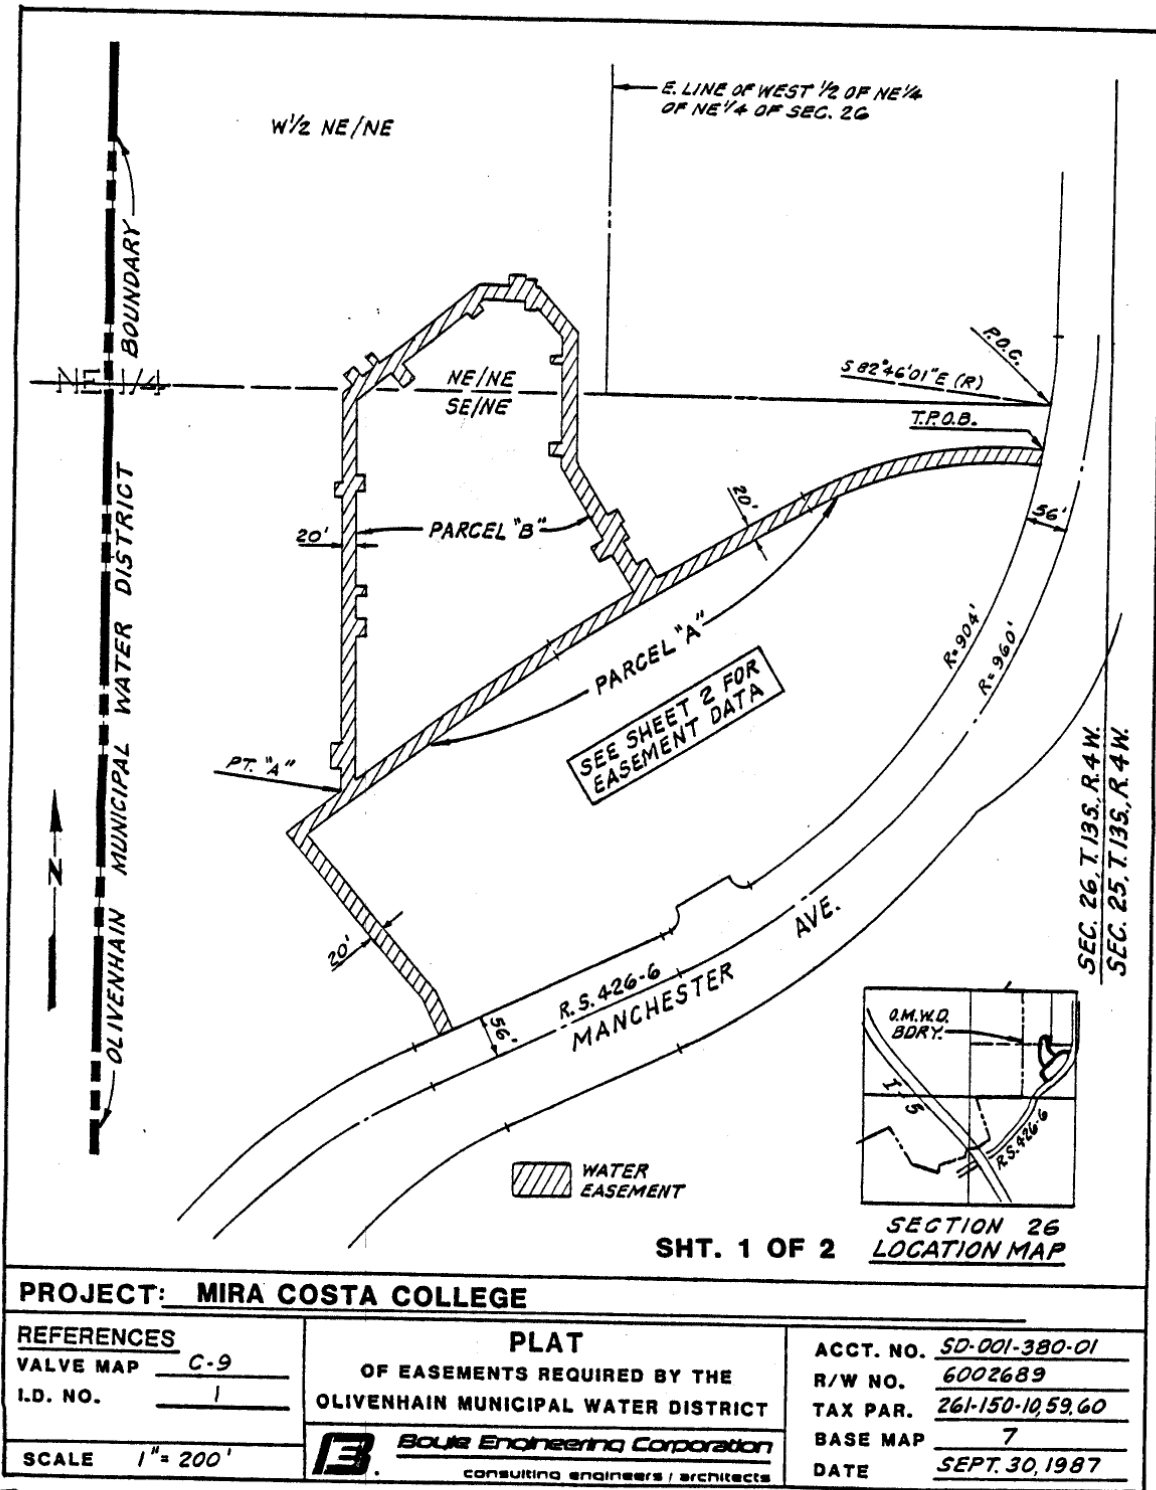 E. LINE OF WEST 1/2 OF NE 1/4
OF NE 1/4 OF SEC. 26
W 1/2 NE/NE
BOUNDARY
NE 1/4
P.O.C.
S 82°46'01"E (R)
NE/NE
SE/NE
T.P.O.B.
20'
56'
20'
PARCEL "B"
OLIVENHAIN MUNICIPAL WATER DISTRICT
PARCEL "A"
R=904'
R=960'
SEE SHEET 2 FOR
EASEMENT DATA
PT. "A"
SEC. 26, T.13S., R.4W.
SEC. 25, T.13S., R.4W.
N
20'
R.S. 426-6
MANCHESTER AVE.
56'
O.M.W.D.
BDRY.
I-5
R.S. 426-6
WATER
EASEMENT
SECTION 26
LOCATION MAP
SHT. 1 OF 2
PROJECT: MIRA COSTA COLLEGE
REFERENCES
VALVE MAP C-9
I.D. NO. 1
SCALE 1"= 200'
PLAT
OF EASEMENTS REQUIRED BY THE
OLIVENHAIN MUNICIPAL WATER DISTRICT
B.
Boyle Engineering Corporation
consulting engineers / architects
ACCT. NO. SD-001-380-01
R/W NO. 6002689
TAX PAR. 261-150-10,59,60
BASE MAP 7
DATE SEPT. 30, 1987